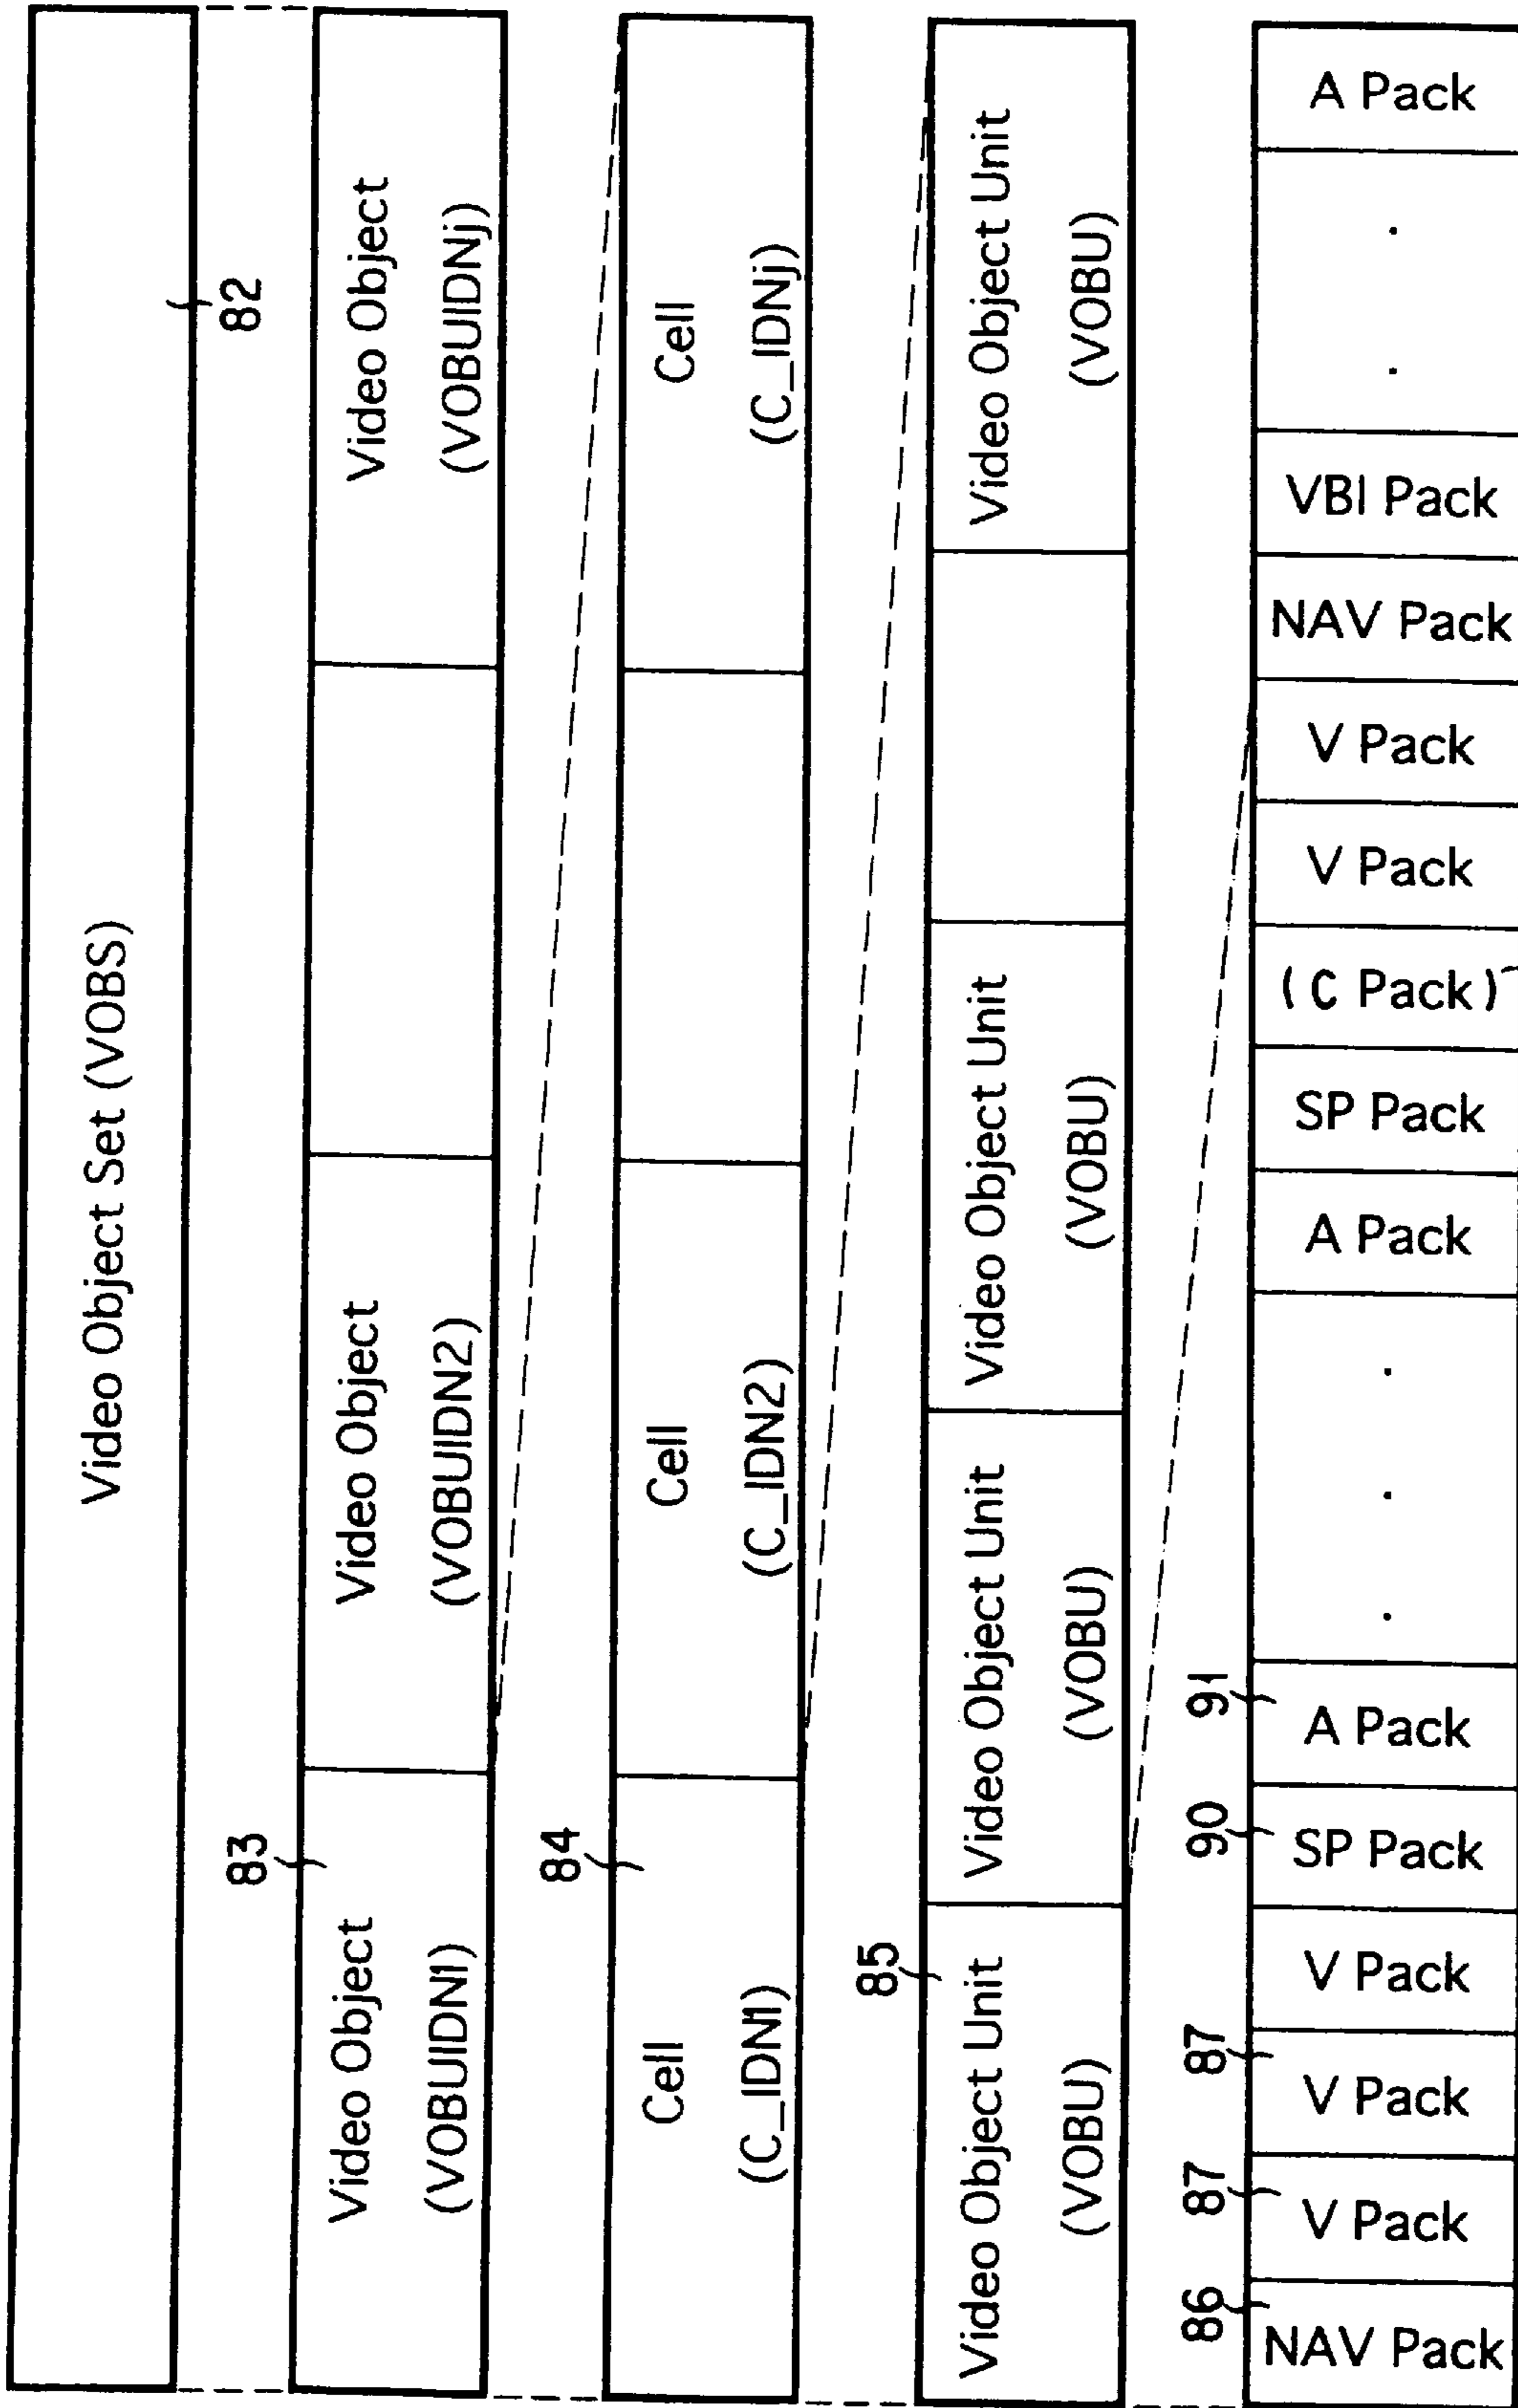 Video Object Set (VOBS)
82
83
Video Object
(VOBUIDN1)
Video Object
(VOBUIDN2)
Video Object
(VOBUIDNj)
84
Cell
(C_IDN1)
Cell
(C_IDN2)
Cell
(C_IDNj)
85
Video Object Unit
(VOBU)
Video Object Unit
(VOBU)
Video Object Unit
(VOBU)
Video Object Unit
(VOBU)
86
87
87
90
91
NAV Pack
V Pack
V Pack
V Pack
SP Pack
A Pack
. . .
A Pack
SP Pack
(C Pack)
V Pack
V Pack
NAV Pack
VBI Pack
. .
A Pack